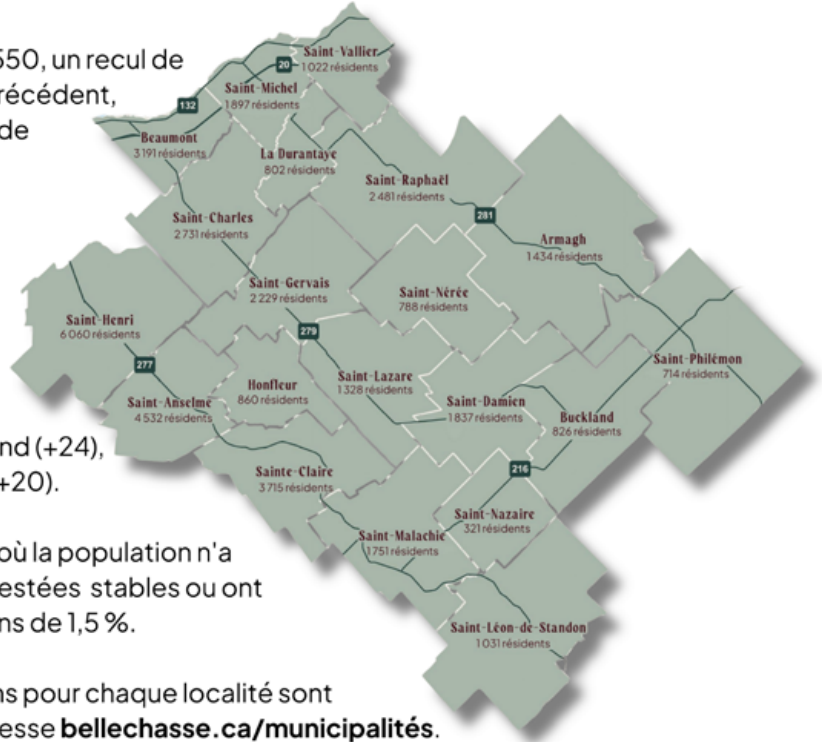 550, un recul de
récédent,
de
Saint-Vallier
1 022 résidents
20
Saint-Michel
1 897 résidents
132
Beaumont
3 191 résidents
La Durantaye
802 résidents
Saint-Raphaël
2 481 résidents
281
Saint-Charles
2 731 résidents
Armagh
1 434 résidents
Saint-Gervais
2 229 résidents
Saint-Nérée
788 résidents
Saint-Henri
6 060 résidents
279
277
Saint-Philémon
714 résidents
Saint-Lazare
1 328 résidents
Honfleur
860 résidents
Saint-Anselme
4 532 résidents
Saint-Damien
1 837 résidents
Buckland
826 résidents
nd (+24),
+20).
Sainte-Claire
3 715 résidents
216
Saint-Nazaire
321 résidents
Saint-Malachie
1 751 résidents
où la population n'a
estées stables ou ont
ns de 1,5 %.
Saint-Léon-de-Standon
1 031 résidents
ns pour chaque localité sont
esse bellechasse.ca/municipalités.